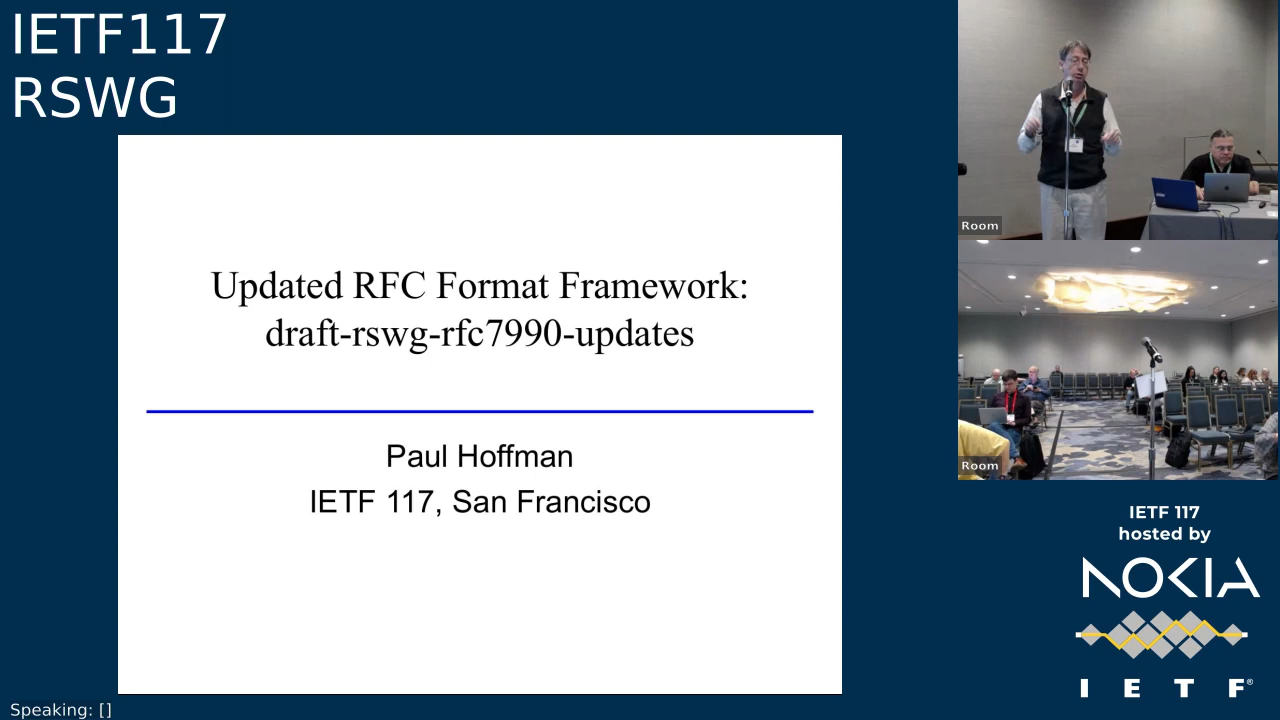 IETF117
RSWG
Updated RFC Format Framework:
draft-rswg-rfc7990-updates
Paul Hoffman
IETF 117, San Francisco
Room
Room
IETF 117
hosted by
NOKIA
I E T F®
Speaking: []